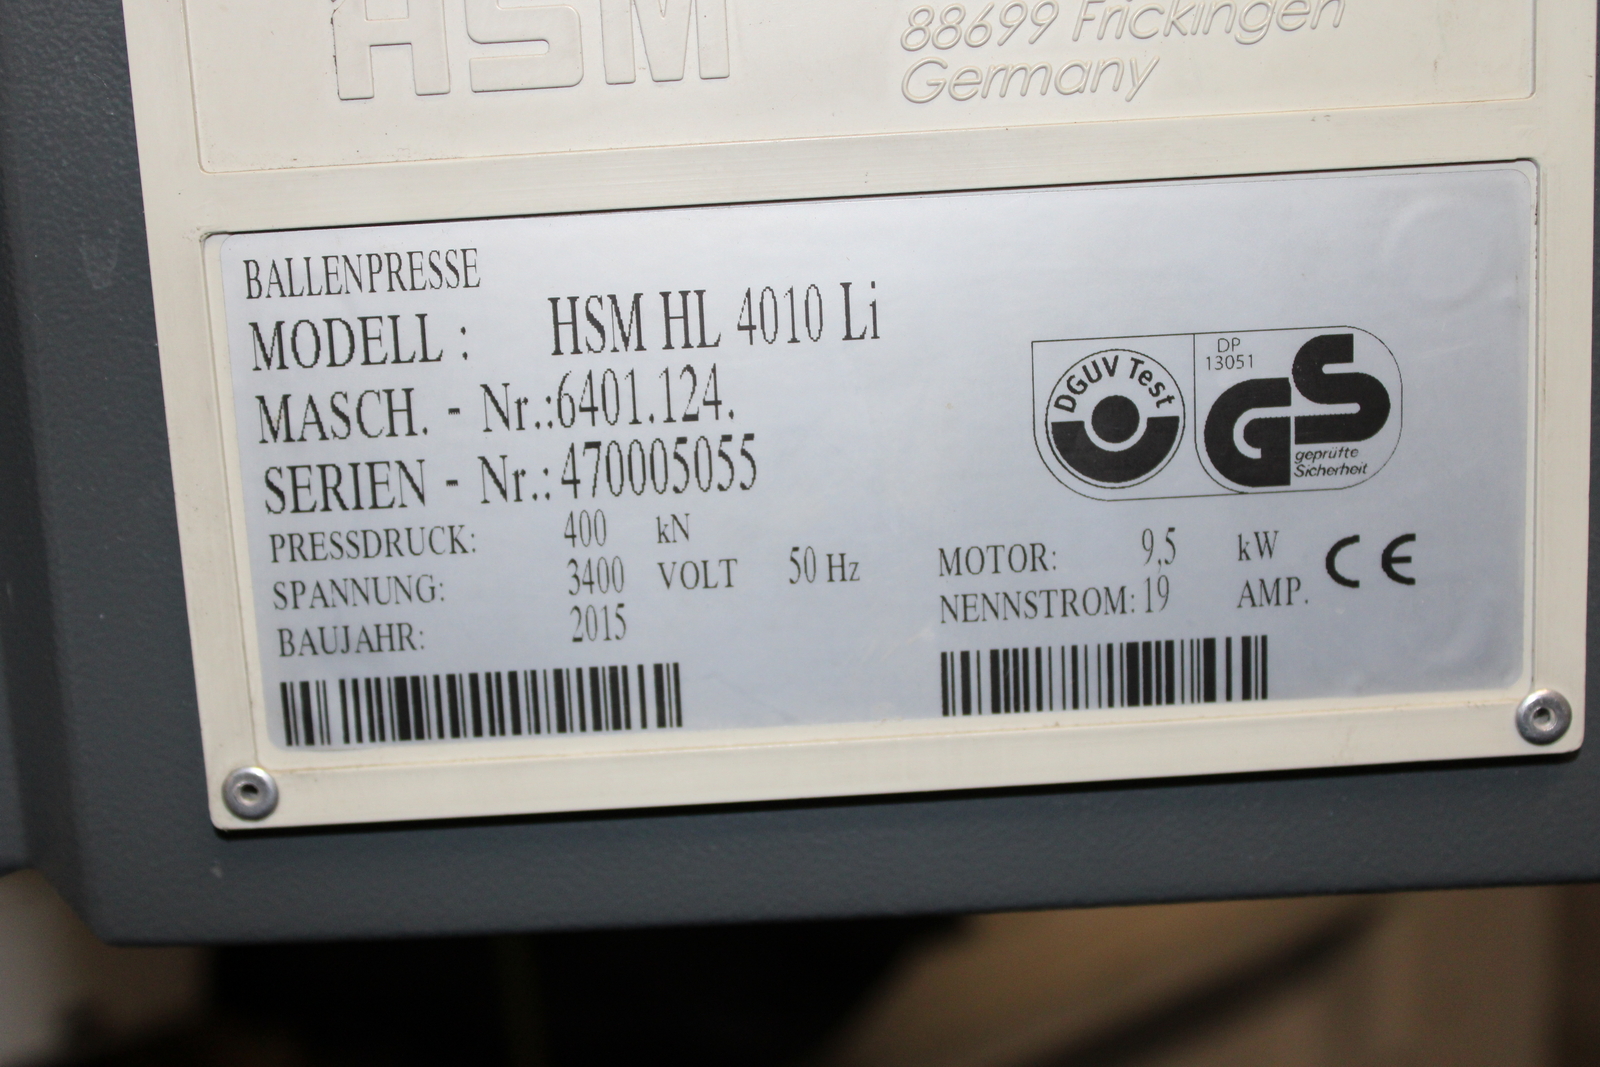 HSM
88699 Frickingen
Germany
BALLENPRESSE
MODELL : HSM HL 4010 Li
MASCH. - Nr.:6401.124.
SERIEN - Nr.: 470005055
PRESSDRUCK: 400 kN
SPANNUNG: 3400 VOLT 50 Hz
BAUJAHR: 2015
MOTOR: 9,5 kW
NENNSTROM: 19 AMP.
DGUV Test
DP
13051
GS
geprüfte
Sicherheit
CE